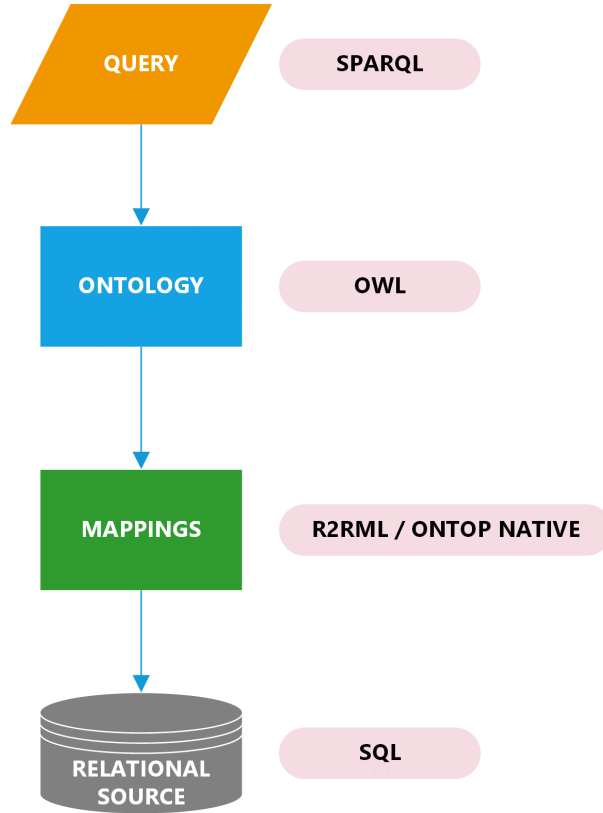 QUERY
SPARQL
ONTOLOGY
OWL
MAPPINGS
R2RML / ONTOP NATIVE
RELATIONAL
SOURCE
SQL